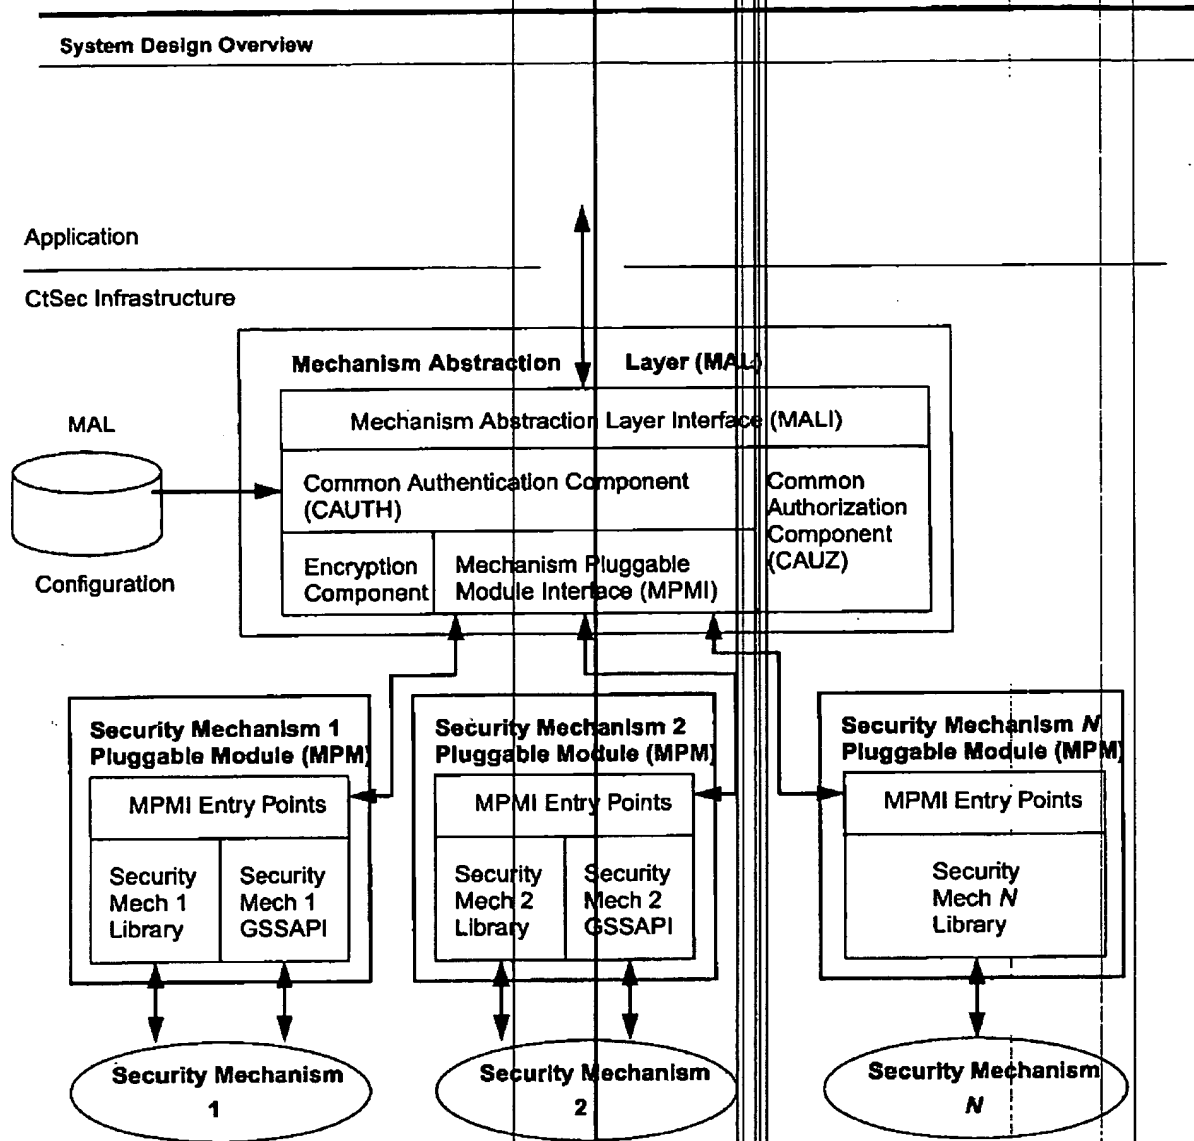 System Design Overview
Application
CtSec Infrastructure
Mechanism Abstraction Layer (MAL)
Mechanism Abstraction Layer Interface (MALI)
MAL
Configuration
Common Authentication Component
(CAUTH)
Common
Authorization
Component
(CAUZ)
Encryption
Component
Mechanism Pluggable
Module Interface (MPMI)
Security Mechanism 1
Pluggable Module (MPM)
MPMI Entry Points
Security
Mech 1
Library
Security
Mech 1
GSSAPI
Security Mechanism
1
Security Mechanism 2
Pluggable Module (MPM)
MPMI Entry Points
Security
Mech 2
Library
Security
Mech 2
GSSAPI
Security Mechanism
2
Security Mechanism N
Pluggable Module (MPM)
MPMI Entry Points
Security
Mech N
Library
Security Mechanism
N